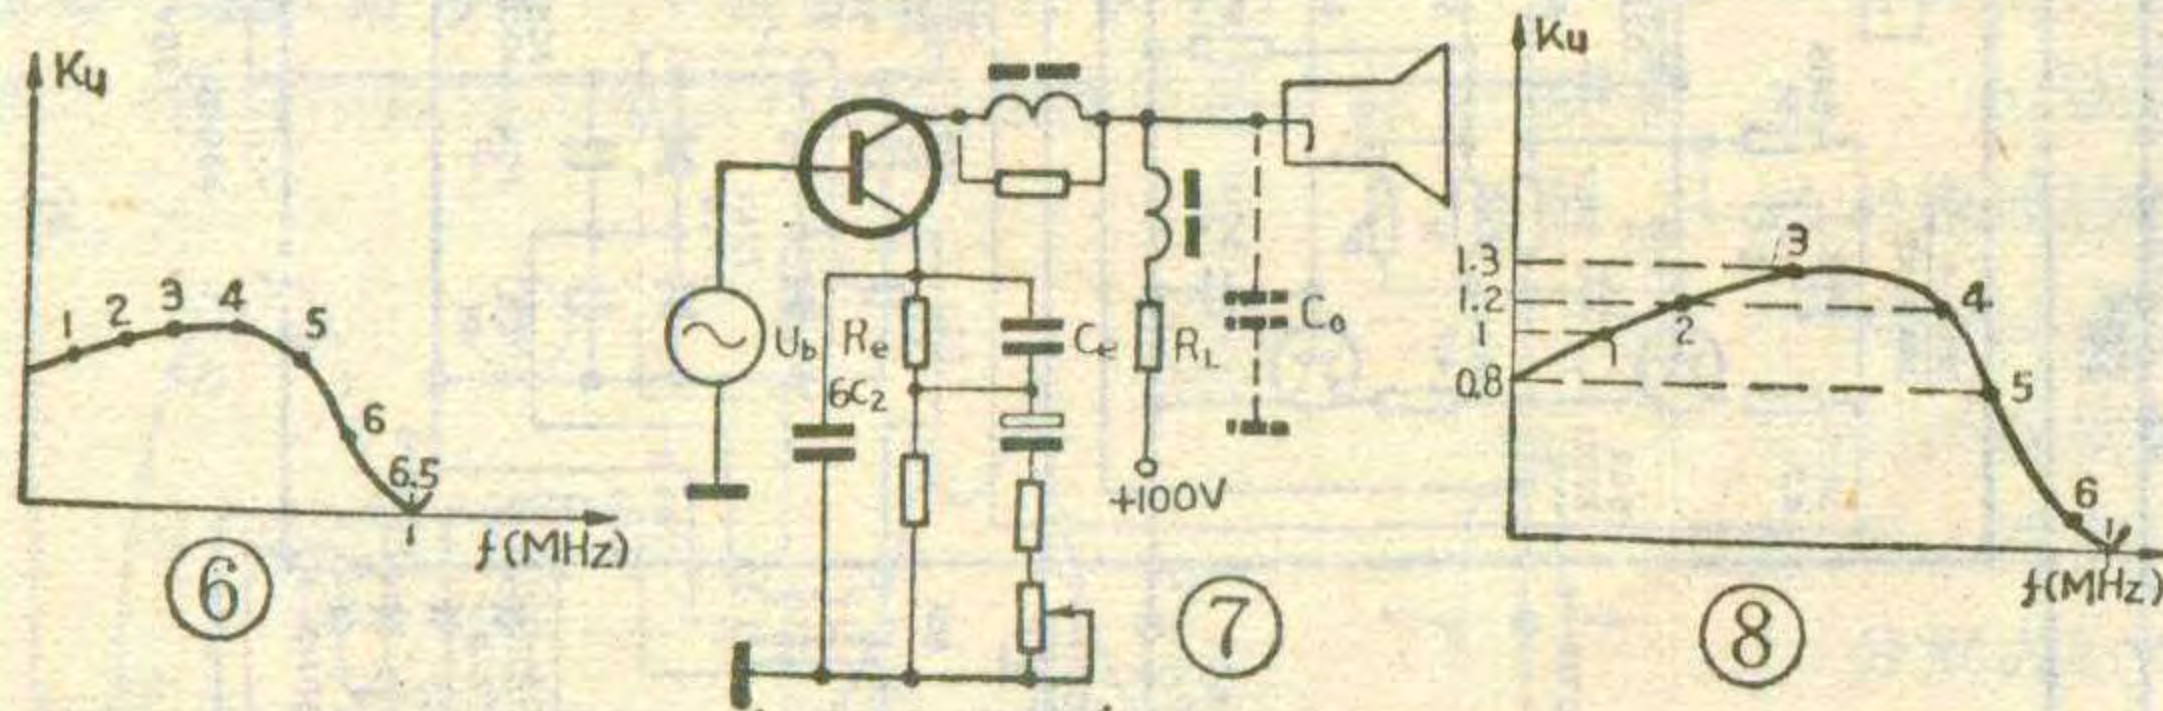 Ku
1 2 3 4 5
6
6.5
f(MHz)
⑥
Ub
Re
Ce
6C2
RL
Co
+100V
⑦
Ku
1.3
1.2
1
0.8
1
2
3
4
5
6
f(MHz)
⑧